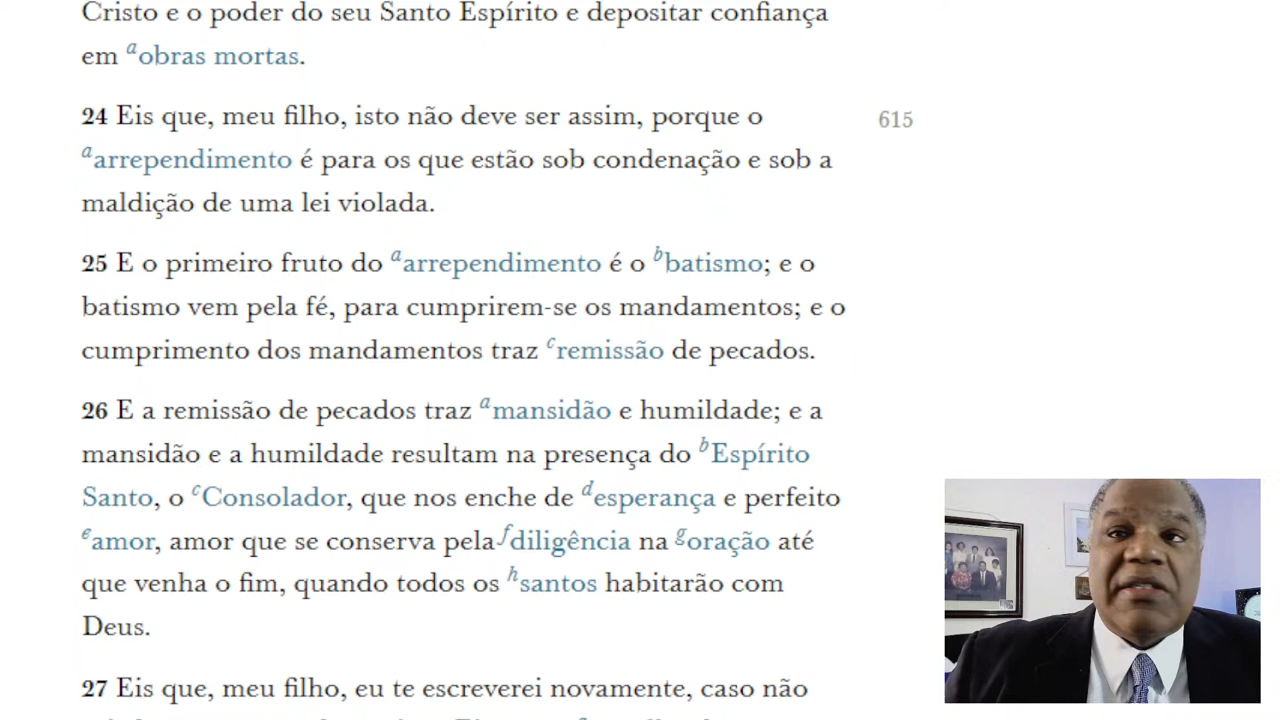 Cristo e o poder do seu Santo Espírito e depositar confiança
em ᵃobras mortas.
24 Eis que, meu filho, isto não deve ser assim, porque o
615
ᵃarrependimento é para os que estão sob condenação e sob a
maldição de uma lei violada.
25 E o primeiro fruto do ᵃarrependimento é o ᵇbatismo; e o
batismo vem pela fé, para cumprirem-se os mandamentos; e o
cumprimento dos mandamentos traz ᶜremissão de pecados.
26 E a remissão de pecados traz ᵃmansidão e humildade; e a
mansidão e a humildade resultam na presença do ᵇEspírito
Santo, o ᶜConsolador, que nos enche de ᵈesperança e perfeito
ᵉamor, amor que se conserva pela ᶠdiligência na ᵍoração até
que venha o fim, quando todos os ʰsantos habitarão com
Deus.
27 Eis que, meu filho, eu te escreverei novamente, caso não